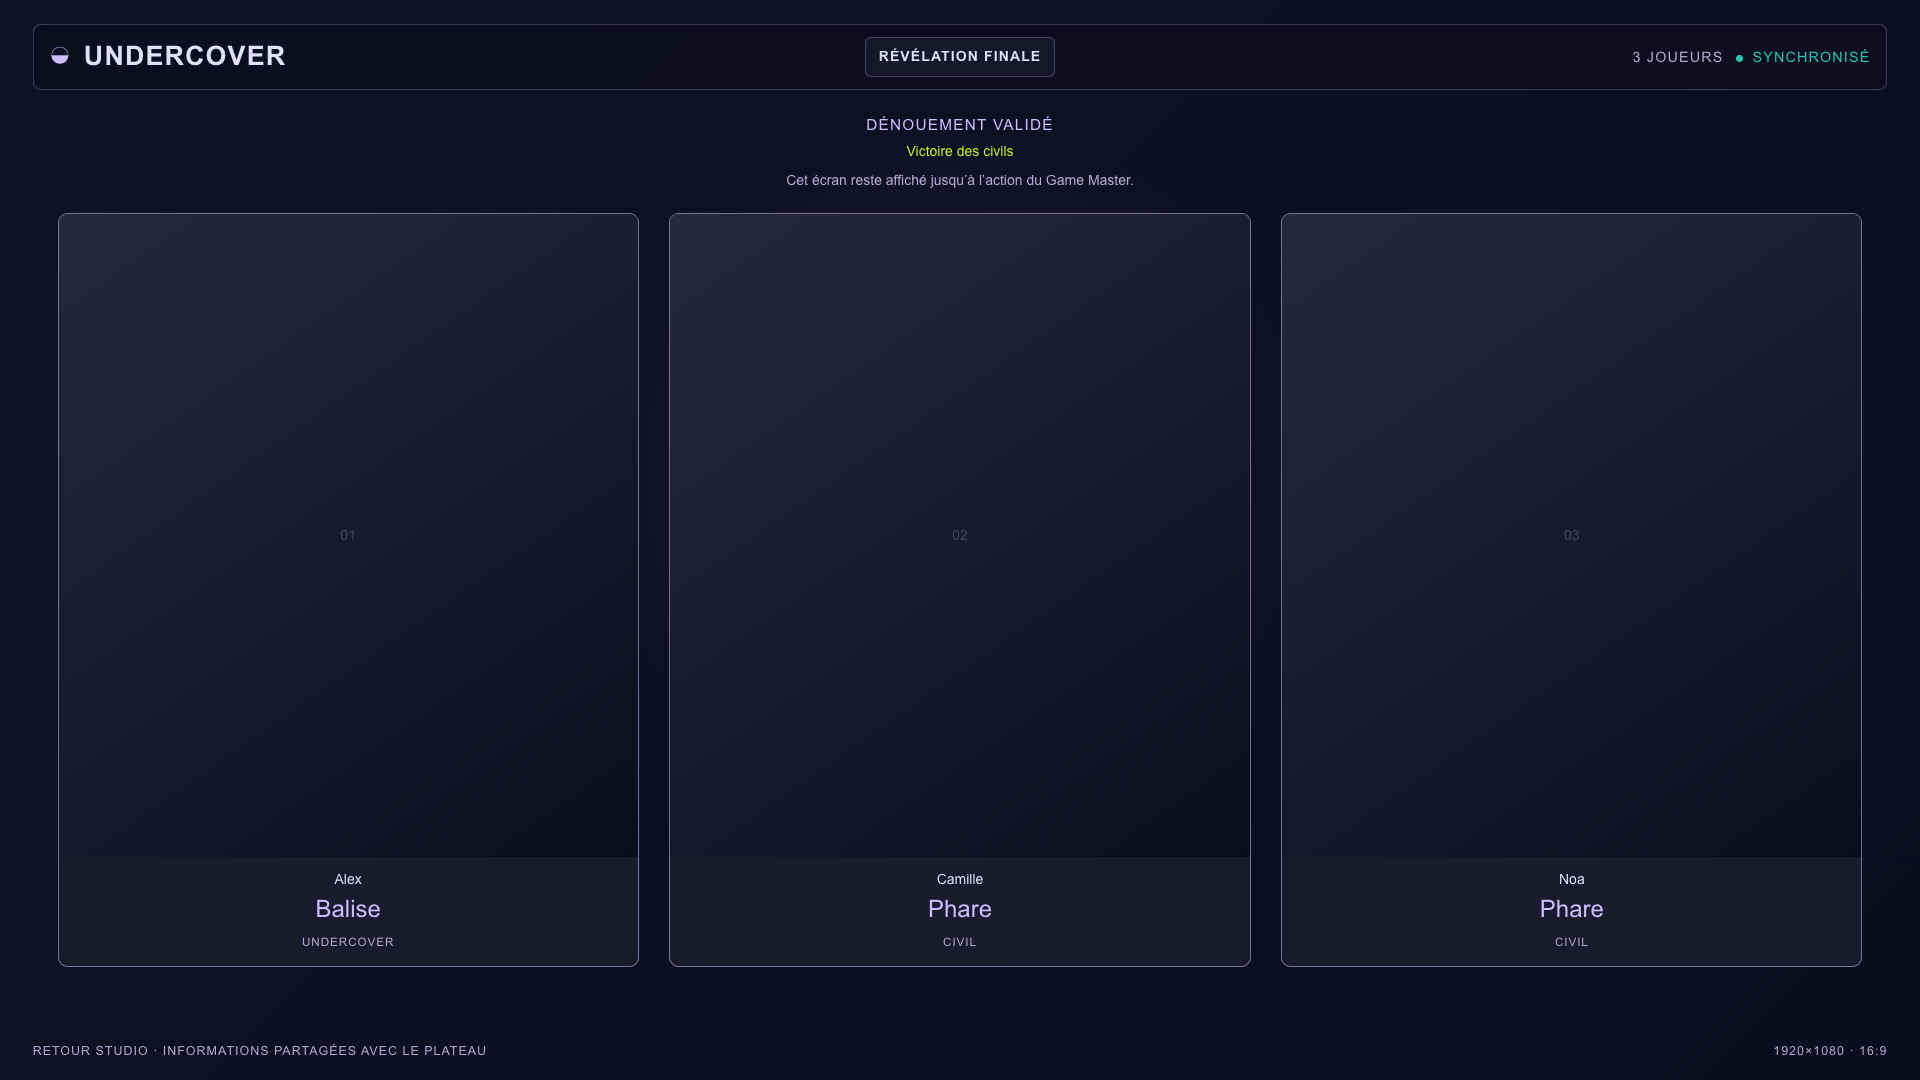 UNDERCOVER
RÉVÉLATION FINALE
3 JOUEURS ● SYNCHRONISÉ
DÉNOUEMENT VALIDÉ
Victoire des civils
Cet écran reste affiché jusqu’à l’action du Game Master.
01
Alex
Balise
UNDERCOVER
02
Camille
Phare
CIVIL
03
Noa
Phare
CIVIL
RETOUR STUDIO · INFORMATIONS PARTAGÉES AVEC LE PLATEAU
1920×1080 · 16:9